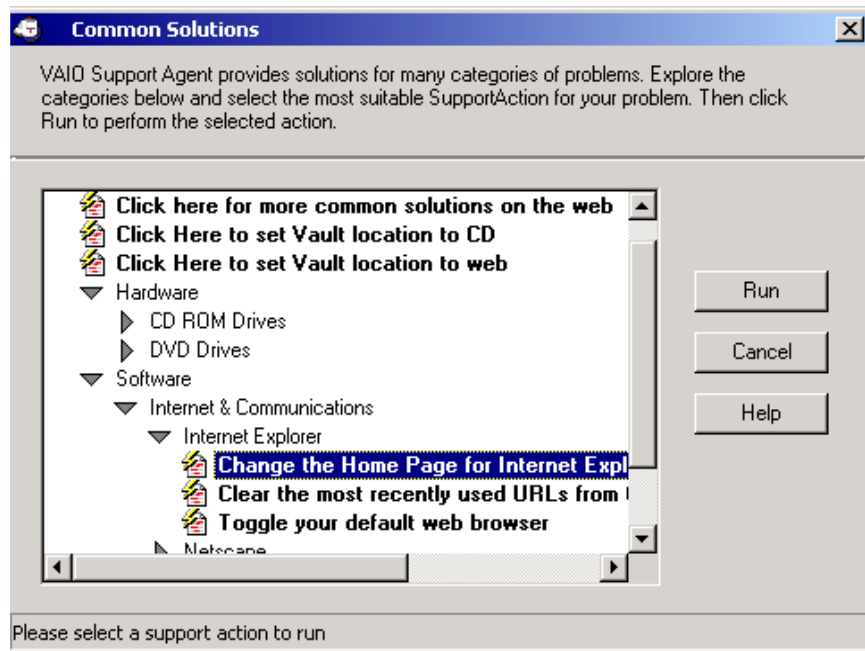 Common Solutions
VAIO Support Agent provides solutions for many categories of problems. Explore the
categories below and select the most suitable SupportAction for your problem. Then click
Run to perform the selected action.
Click here for more common solutions on the web
Click Here to set Vault location to CD
Click Here to set Vault location to web
Hardware
CD ROM Drives
DVD Drives
Software
Internet & Communications
Internet Explorer
Change the Home Page for Internet Expl
Clear the most recently used URLs from
Toggle your default web browser
Netscape
Run
Cancel
Help
Please select a support action to run